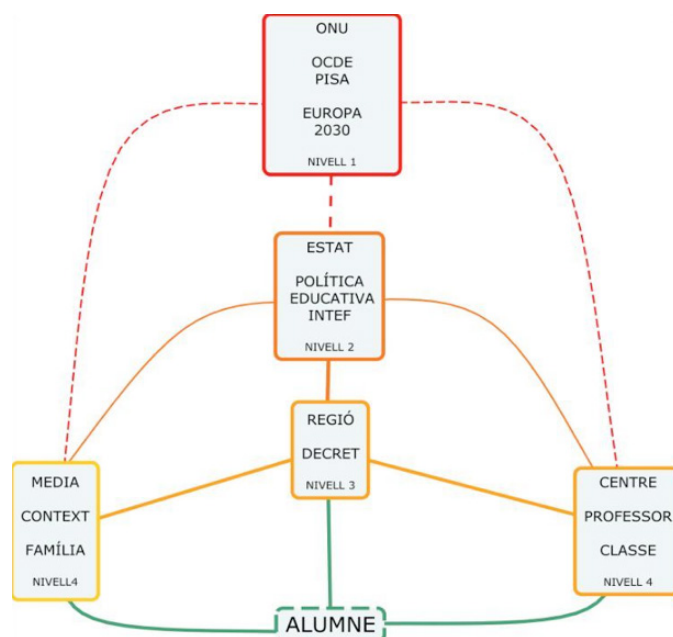 ONU
OCDE
PISA
EUROPA
2030
NIVELL 1
ESTAT
POLÍTICA
EDUCATIVA
INTEF
NIVELL 2
REGIÓ
DECRET
NIVELL 3
MEDIA
CONTEXT
FAMÍLIA
NIVELL4
CENTRE
PROFESSOR
CLASSE
NIVELL 4
ALUMNE